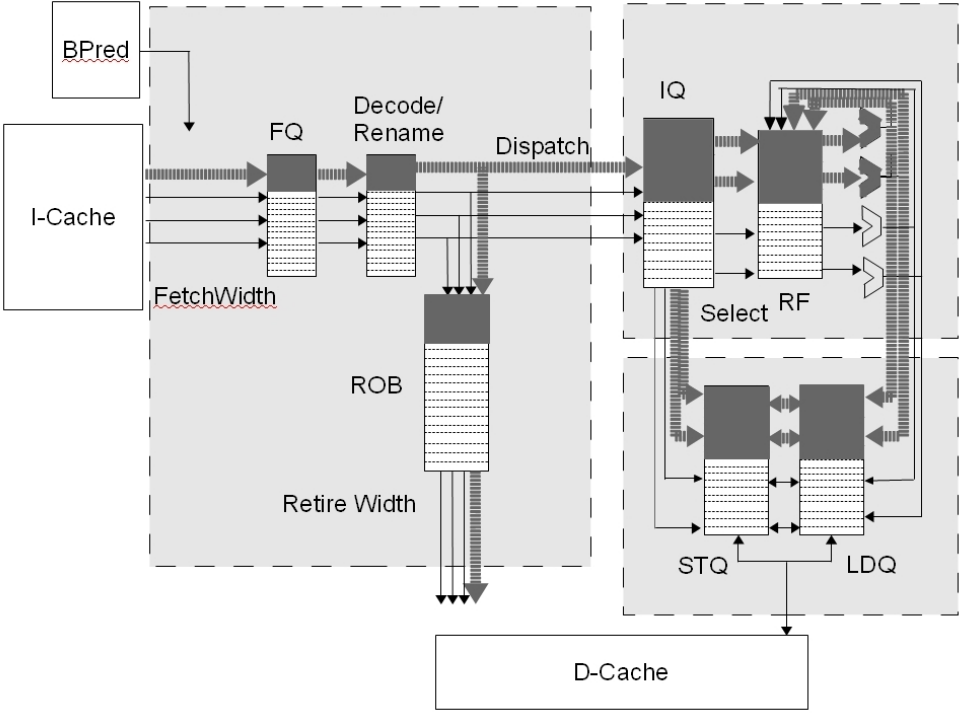 BPred
I-Cache
FQ
Decode/
Rename
Dispatch
IQ
FetchWidth
ROB
Retire Width
Select
RF
STQ
LDQ
D-Cache